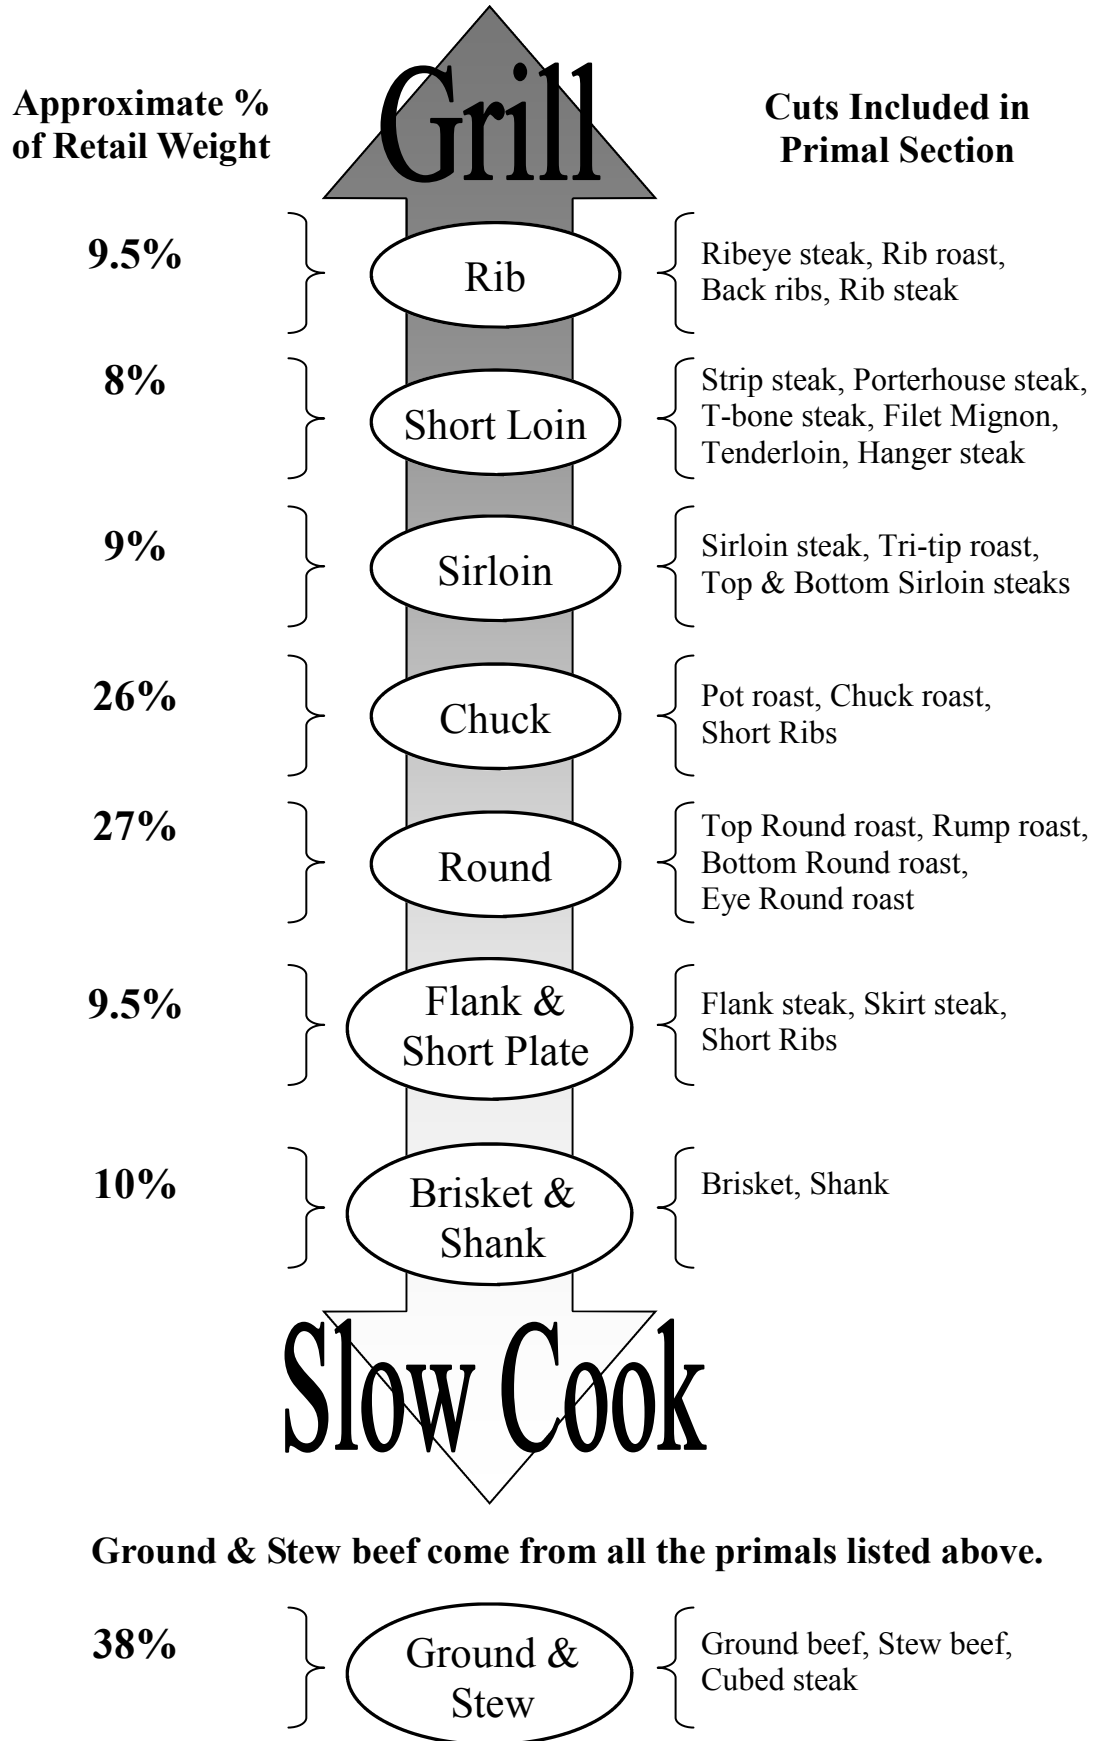 Grill
Approximate %
of Retail Weight
Cuts Included in
Primal Section
9.5%
Rib
Ribeye steak, Rib roast,
Back ribs, Rib steak
8%
Short Loin
Strip steak, Porterhouse steak,
T-bone steak, Filet Mignon,
Tenderloin, Hanger steak
9%
Sirloin
Sirloin steak, Tri-tip roast,
Top & Bottom Sirloin steaks
26%
Chuck
Pot roast, Chuck roast,
Short Ribs
27%
Round
Top Round roast, Rump roast,
Bottom Round roast,
Eye Round roast
9.5%
Flank &
Short Plate
Flank steak, Skirt steak,
Short Ribs
10%
Brisket &
Shank
Brisket, Shank
Slow Cook
Ground & Stew beef come from all the primals listed above.
38%
Ground &
Stew
Ground beef, Stew beef,
Cubed steak